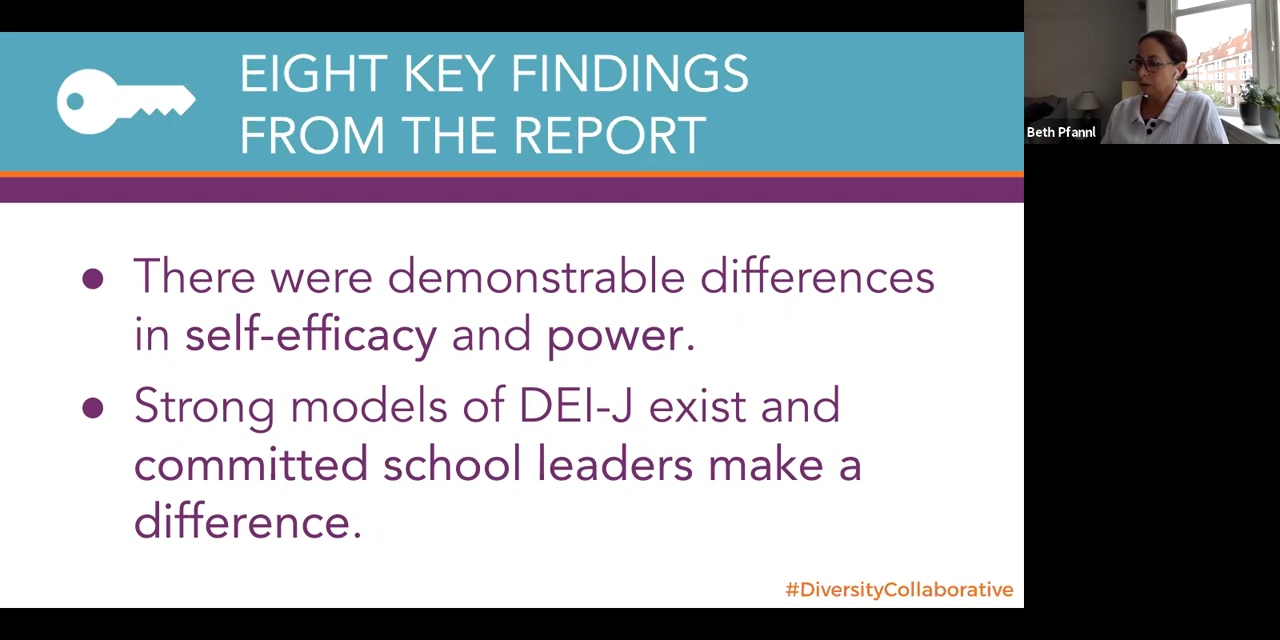 EIGHT KEY FINDINGS
FROM THE REPORT
Beth Pfannl
● There were demonstrable differences
in self-efficacy and power.
● Strong models of DEI-J exist and
committed school leaders make a
difference.
#DiversityCollaborative